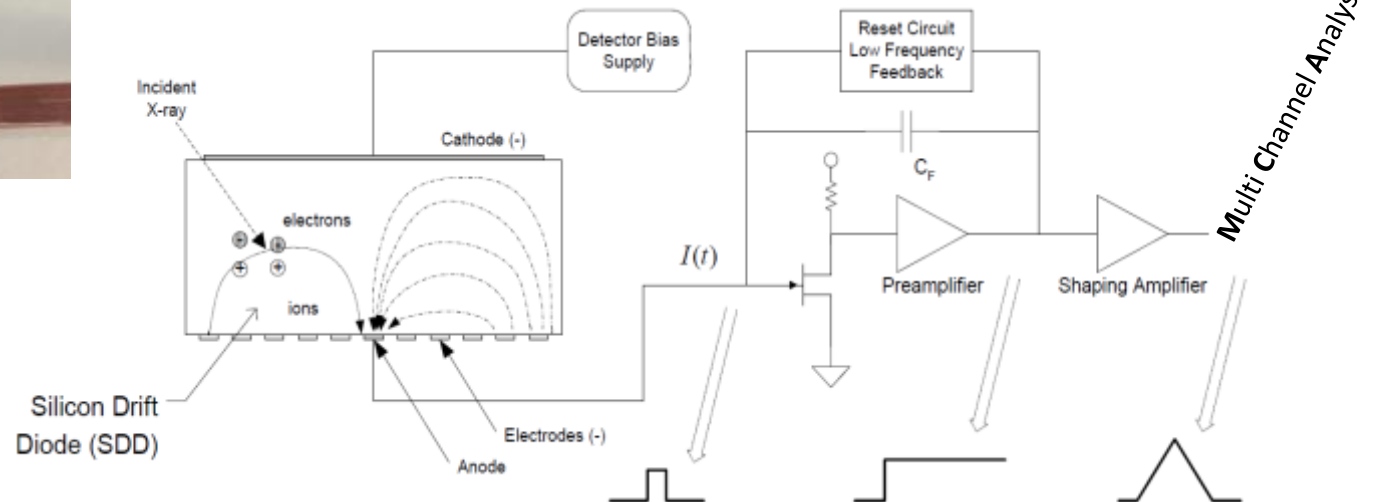 Detector Bias
Supply
Reset Circuit
Low Frequency
Feedback
Incident
X-ray
Cathode (-)
C_F
electrons
I(t)
ions
Preamplifier
Shaping Amplifier
Multi Channel
Silicon Drift
Diode (SDD)
Electrodes (-)
Anode